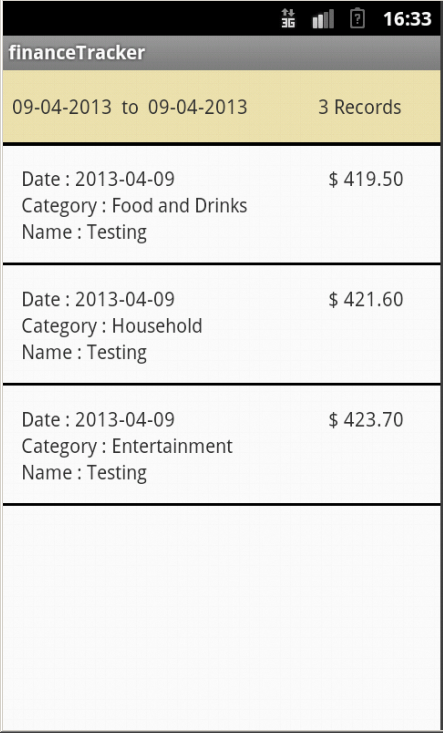 3G 16:33
financeTracker
09-04-2013 to 09-04-2013 3 Records
Date : 2013-04-09 $ 419.50
Category : Food and Drinks
Name : Testing
Date : 2013-04-09 $ 421.60
Category : Household
Name : Testing
Date : 2013-04-09 $ 423.70
Category : Entertainment
Name : Testing